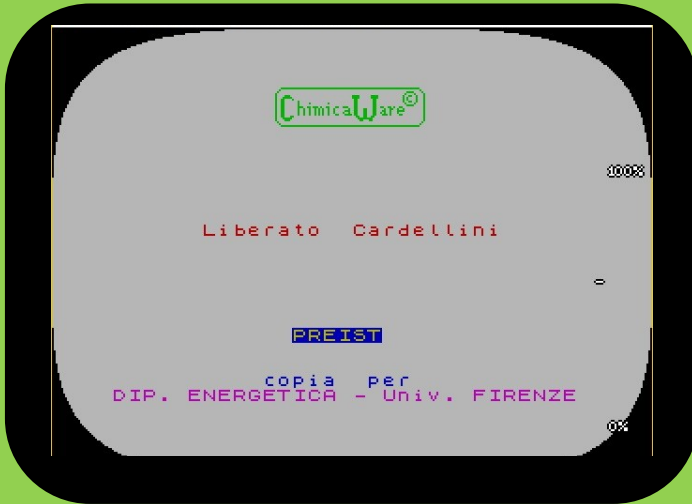 ChimicaWare©
100%
Liberato Cardellini
PREIST
copia per
DIP. ENERGETICA - Univ. FIRENZE
0%